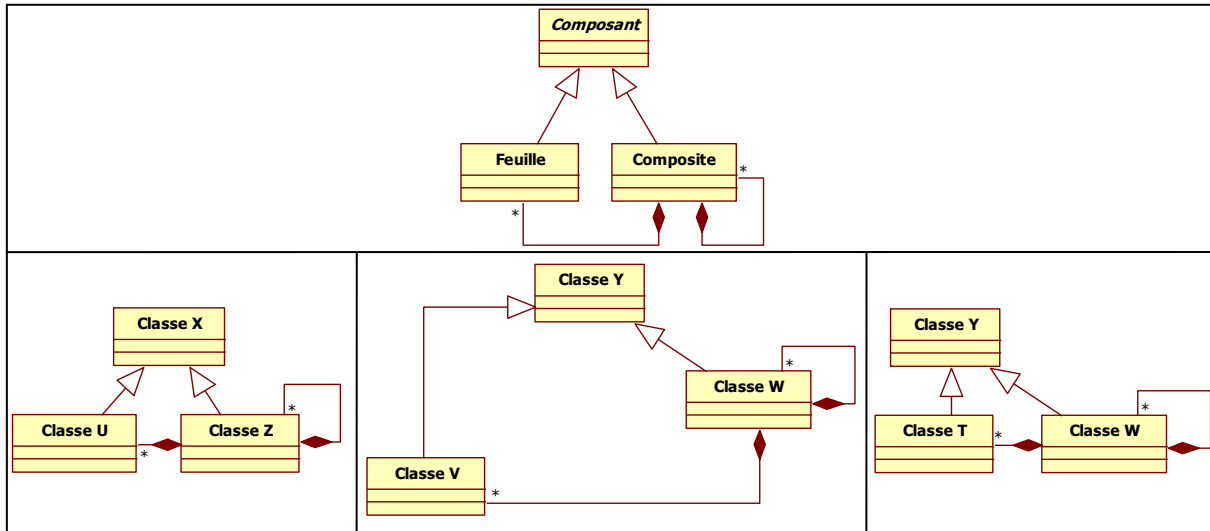 Composant
Feuille
Composite
*
*
Classe X
Classe U
Classe Z
*
*
Classe Y
Classe W
*
Classe V
*
Classe Y
Classe T
Classe W
*
*